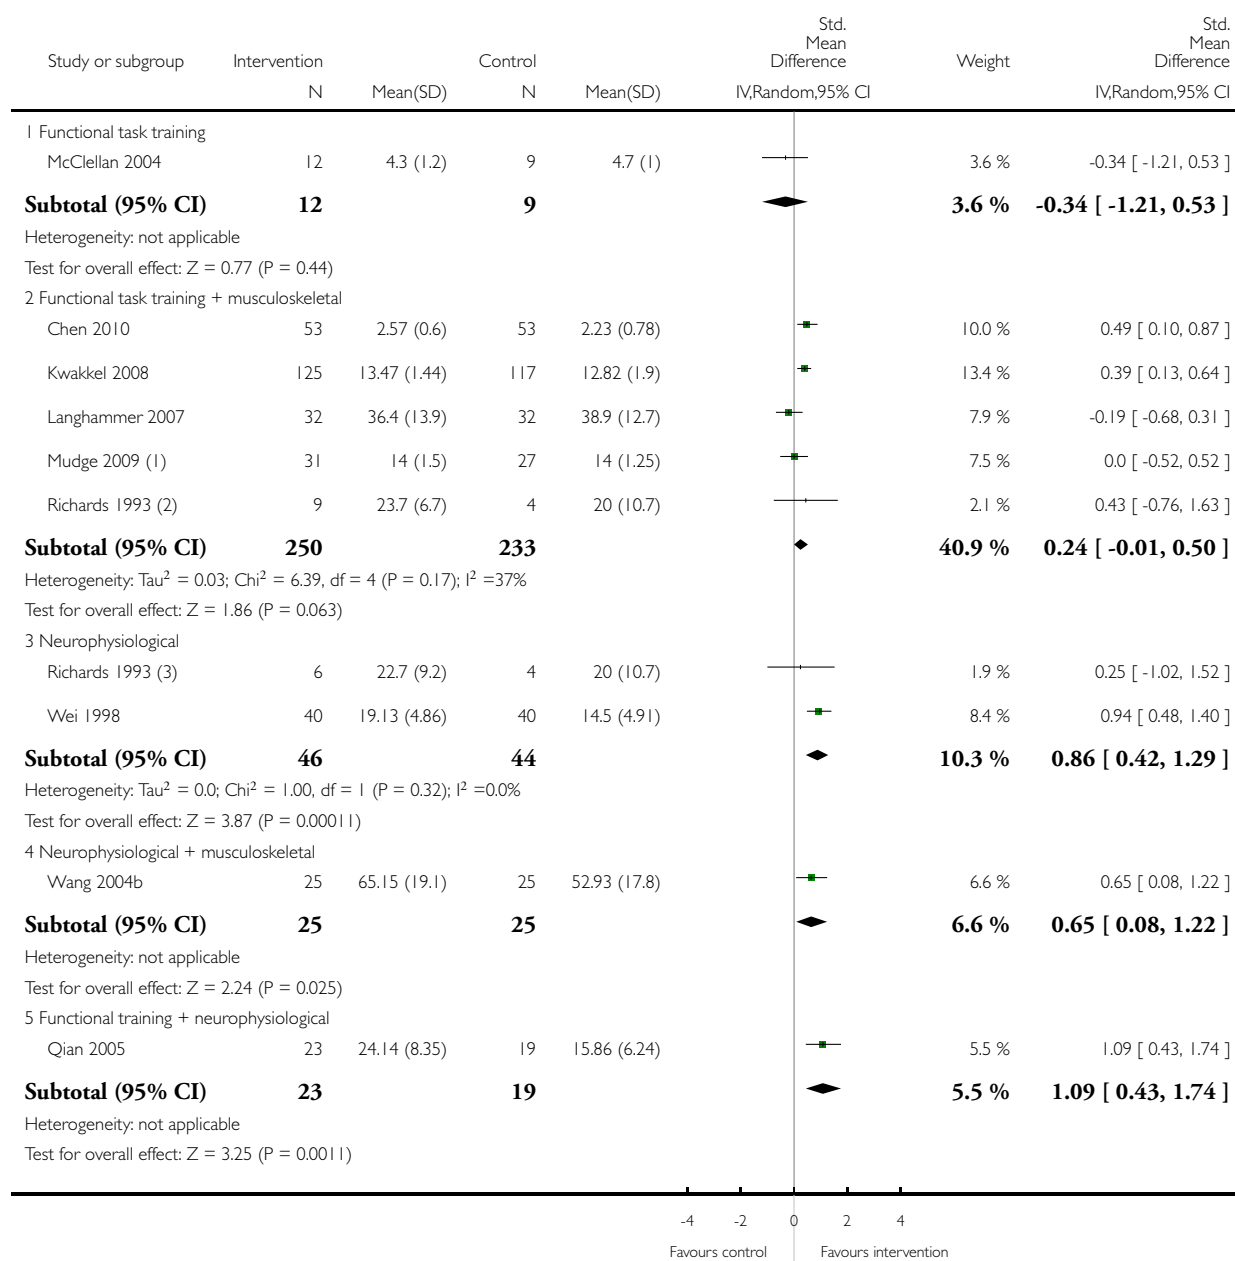 Std. Std.
Mean Mean
Study or subgroup Intervention Control Difference Weight Difference
N Mean(SD) N Mean(SD) IV,Random,95% CI IV,Random,95% CI
1 Functional task training
McClellan 2004 12 4.3 (1.2) 9 4.7 (1) 3.6 % -0.34 [ -1.21, 0.53 ]
Subtotal (95% CI) 12 9 3.6 % -0.34 [ -1.21, 0.53 ]
Heterogeneity: not applicable
Test for overall effect: Z = 0.77 (P = 0.44)
2 Functional task training + musculoskeletal
Chen 2010 53 2.57 (0.6) 53 2.23 (0.78) 10.0 % 0.49 [ 0.10, 0.87 ]
Kwakkel 2008 125 13.47 (1.44) 117 12.82 (1.9) 13.4 % 0.39 [ 0.13, 0.64 ]
Langhammer 2007 32 36.4 (13.9) 32 38.9 (12.7) 7.9 % -0.19 [ -0.68, 0.31 ]
Mudge 2009 (1) 31 14 (1.5) 27 14 (1.25) 7.5 % 0.0 [ -0.52, 0.52 ]
Richards 1993 (2) 9 23.7 (6.7) 4 20 (10.7) 2.1 % 0.43 [ -0.76, 1.63 ]
Subtotal (95% CI) 250 233 40.9 % 0.24 [ -0.01, 0.50 ]
Heterogeneity: Tau² = 0.03; Chi² = 6.39, df = 4 (P = 0.17); I² =37%
Test for overall effect: Z = 1.86 (P = 0.063)
3 Neurophysiological
Richards 1993 (3) 6 22.7 (9.2) 4 20 (10.7) 1.9 % 0.25 [ -1.02, 1.52 ]
Wei 1998 40 19.13 (4.86) 40 14.5 (4.91) 8.4 % 0.94 [ 0.48, 1.40 ]
Subtotal (95% CI) 46 44 10.3 % 0.86 [ 0.42, 1.29 ]
Heterogeneity: Tau² = 0.0; Chi² = 1.00, df = 1 (P = 0.32); I² =0.0%
Test for overall effect: Z = 3.87 (P = 0.00011)
4 Neurophysiological + musculoskeletal
Wang 2004b 25 65.15 (19.1) 25 52.93 (17.8) 6.6 % 0.65 [ 0.08, 1.22 ]
Subtotal (95% CI) 25 25 6.6 % 0.65 [ 0.08, 1.22 ]
Heterogeneity: not applicable
Test for overall effect: Z = 2.24 (P = 0.025)
5 Functional training + neurophysiological
Qian 2005 23 24.14 (8.35) 19 15.86 (6.24) 5.5 % 1.09 [ 0.43, 1.74 ]
Subtotal (95% CI) 23 19 5.5 % 1.09 [ 0.43, 1.74 ]
Heterogeneity: not applicable
Test for overall effect: Z = 3.25 (P = 0.0011)
-4 -2 0 2 4
Favours control Favours intervention